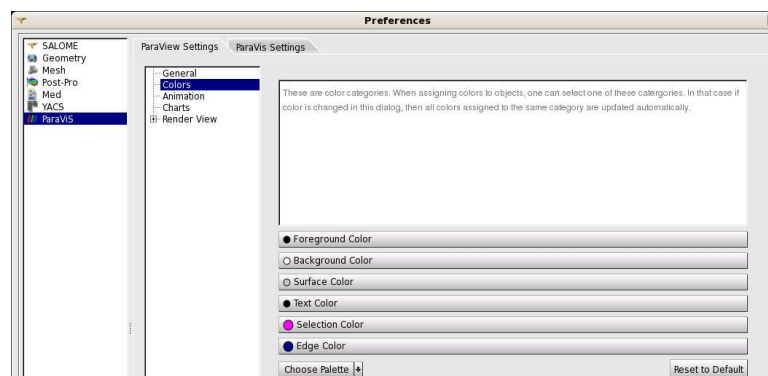 Preferences
SALOME
Geometry
Mesh
Post-Pro
Med
YACS
ParaViS
ParaView Settings
ParaVis Settings
General
Colors
Animation
Charts
Render View
These are color categories. When assigning colors to objects, one can select one of these catergories. In that case if
color is changed in this dialog, then all colors assigned to the same category are updated automatically.
Foreground Color
Background Color
Surface Color
Text Color
Selection Color
Edge Color
Choose Palette
Reset to Default